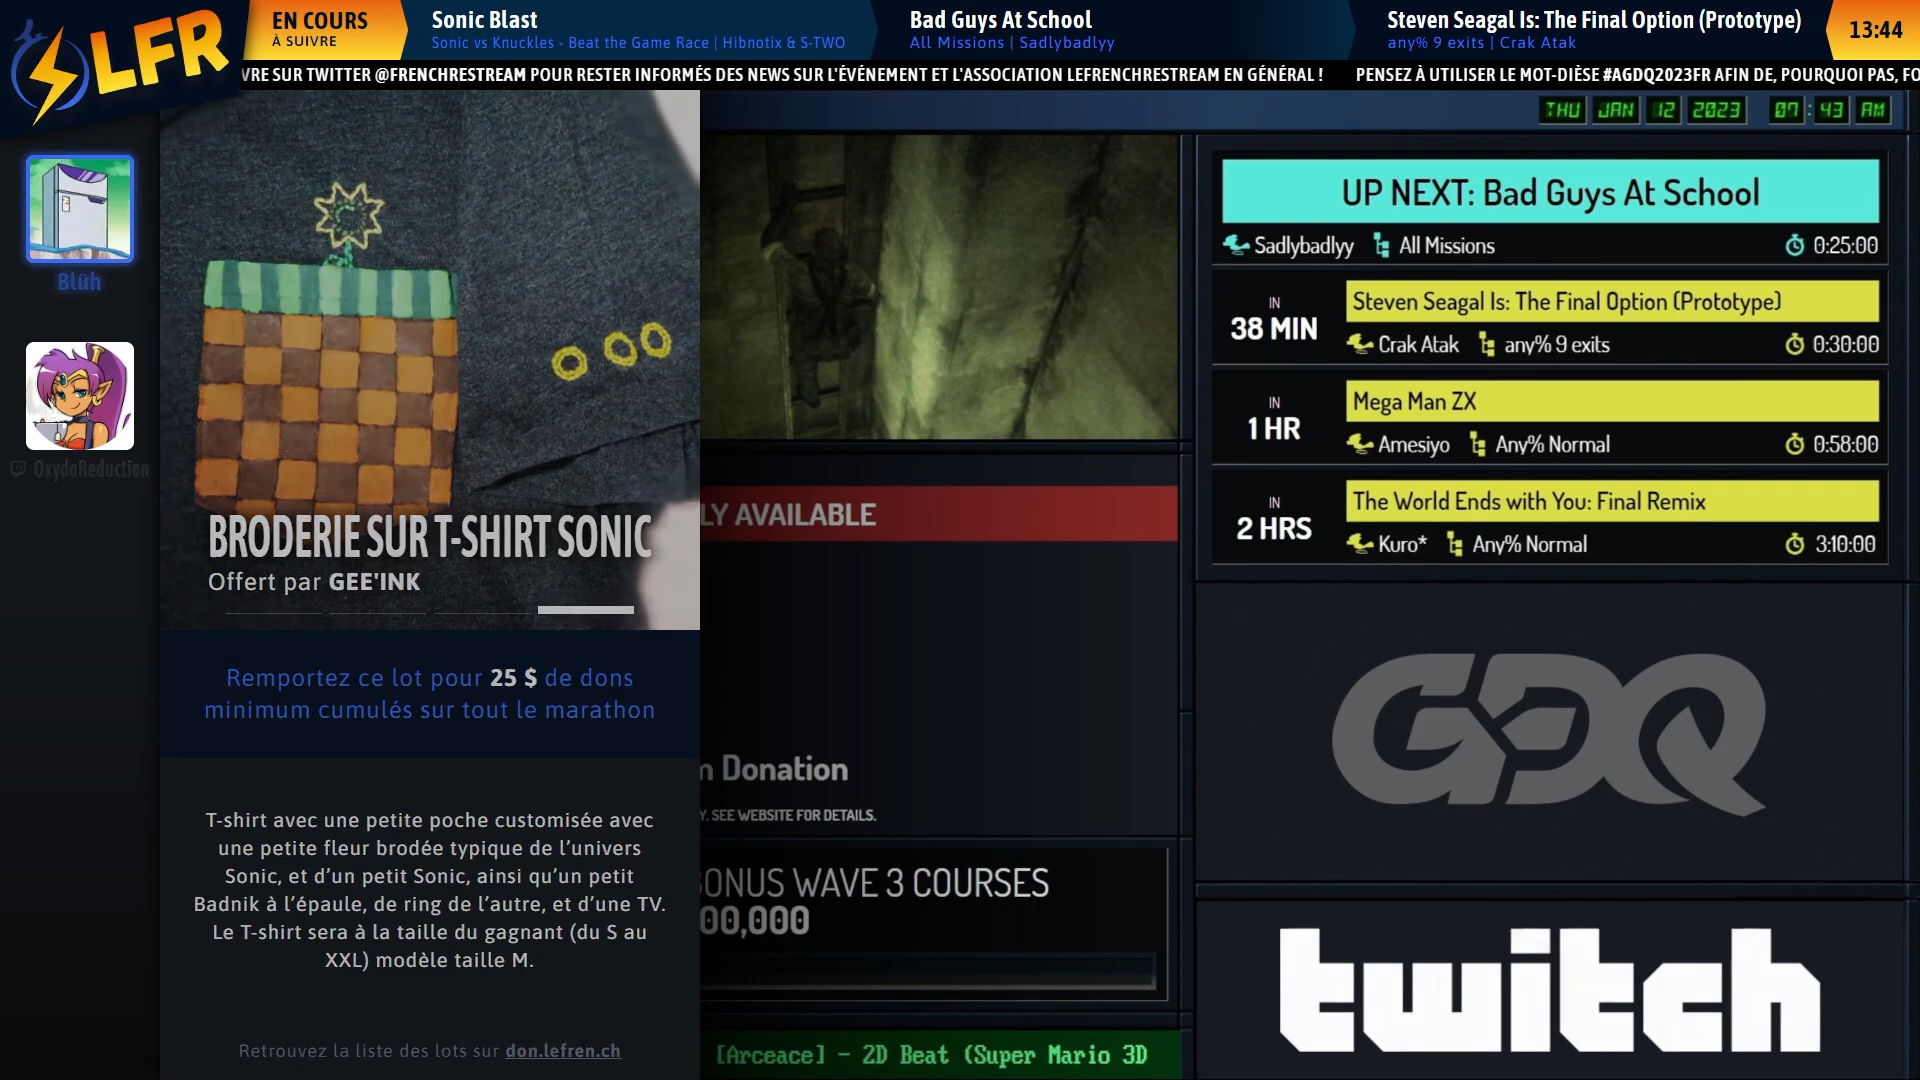 LFR
EN COURS
À SUIVRE
Sonic Blast
Sonic vs Knuckles - Beat the Game Race | Hibnotix & S-TWO
Bad Guys At School
All Missions | Sadlybadlyy
Steven Seagal Is: The Final Option (Prototype)
any% 9 exits | Crak Atak
13:44
VRE SUR TWITTER @FRENCHRESTREAM POUR RESTER INFORMÉS DES NEWS SUR L'ÉVÉNEMENT ET L'ASSOCIATION LEFRENCHRESTREAM EN GÉNÉRAL ! PENSEZ À UTILISER LE MOT-DIÈSE #AGDQ2023FR AFIN DE, POURQUOI PAS, FO
THU JAN 12 2023 07:43 AM
Blüh
OxydoReduction
BRODERIE SUR T-SHIRT SONIC
Offert par GEE'INK
Remportez ce lot pour 25 $ de dons
minimum cumulés sur tout le marathon
T-shirt avec une petite poche customisée avec
une petite fleur brodée typique de l’univers
Sonic, et d’un petit Sonic, ainsi qu’un petit
Badnik à l’épaule, de ring de l’autre, et d’une TV.
Le T-shirt sera à la taille du gagnant (du S au
XXL) modèle taille M.
Retrouvez la liste des lots sur don.lefren.ch
LY AVAILABLE
n Donation
Y. SEE WEBSITE FOR DETAILS.
BONUS WAVE 3 COURSES
00,000
[Arceace] - 2D Beat (Super Mario 3D
UP NEXT: Bad Guys At School
Sadlybadlyy All Missions 0:25:00
IN
38 MIN
Steven Seagal Is: The Final Option (Prototype)
Crak Atak any% 9 exits 0:30:00
IN
1 HR
Mega Man ZX
Amesiyo Any% Normal 0:58:00
IN
2 HRS
The World Ends with You: Final Remix
Kuro* Any% Normal 3:10:00
GDQ
twitch